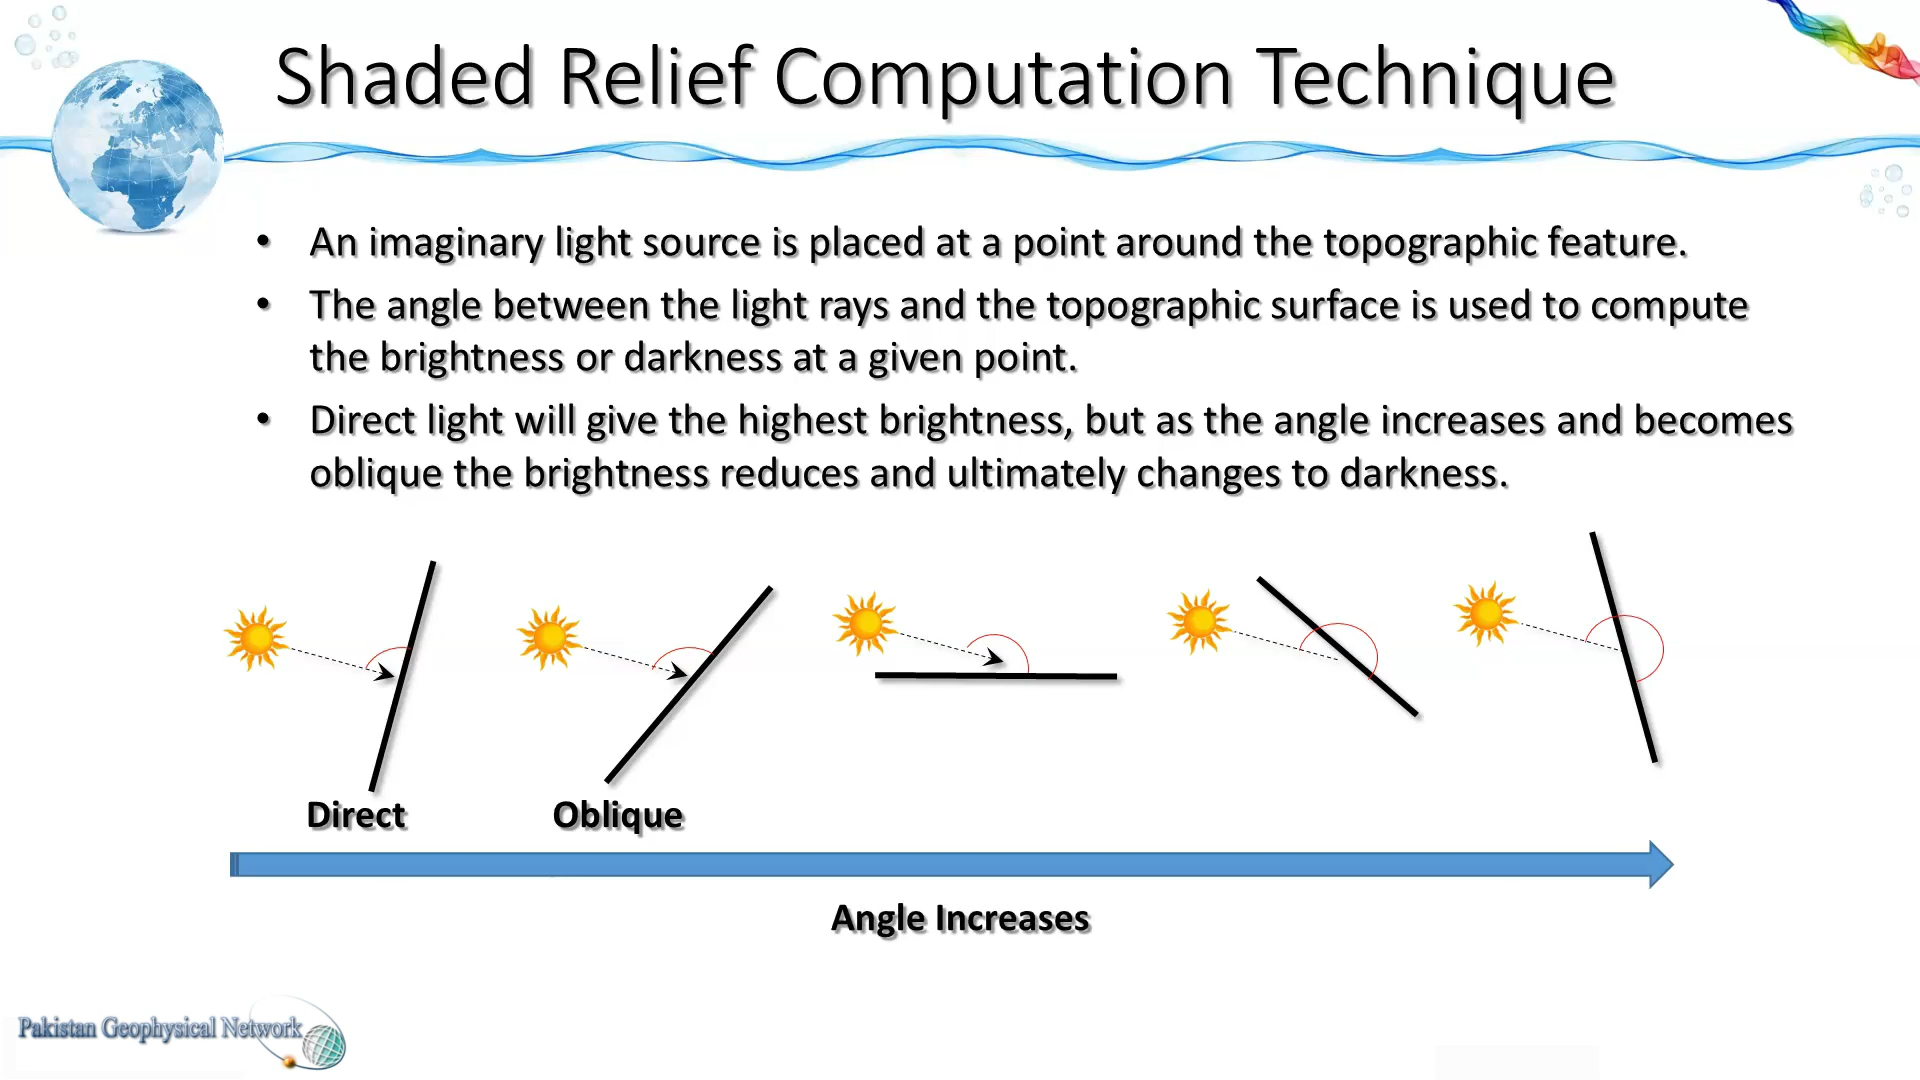 Shaded Relief Computation Technique
• An imaginary light source is placed at a point around the topographic feature.
• The angle between the light rays and the topographic surface is used to compute
the brightness or darkness at a given point.
• Direct light will give the highest brightness, but as the angle increases and becomes
oblique the brightness reduces and ultimately changes to darkness.
Direct
Oblique
Angle Increases
Pakistan Geophysical Network